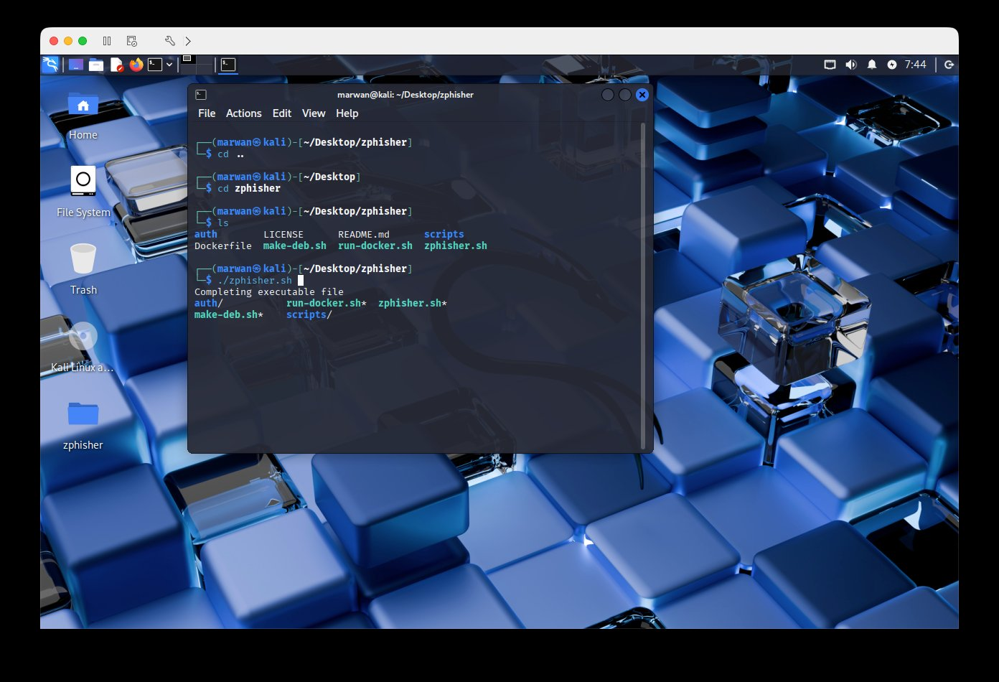 7:44
marwan@kali: ~/Desktop/zphisher
File Actions Edit View Help
┌──(marwan㉿kali)-[~/Desktop/zphisher]
└─$ cd ..
┌──(marwan㉿kali)-[~/Desktop]
└─$ cd zphisher
┌──(marwan㉿kali)-[~/Desktop/zphisher]
└─$ ls
auth LICENSE README.md scripts
Dockerfile make-deb.sh run-docker.sh zphisher.sh
┌──(marwan㉿kali)-[~/Desktop/zphisher]
└─$ ./zphisher.sh
Completing executable file
auth/ run-docker.sh* zphisher.sh*
make-deb.sh* scripts/
Home
File System
Trash
Kali Linux a...
zphisher